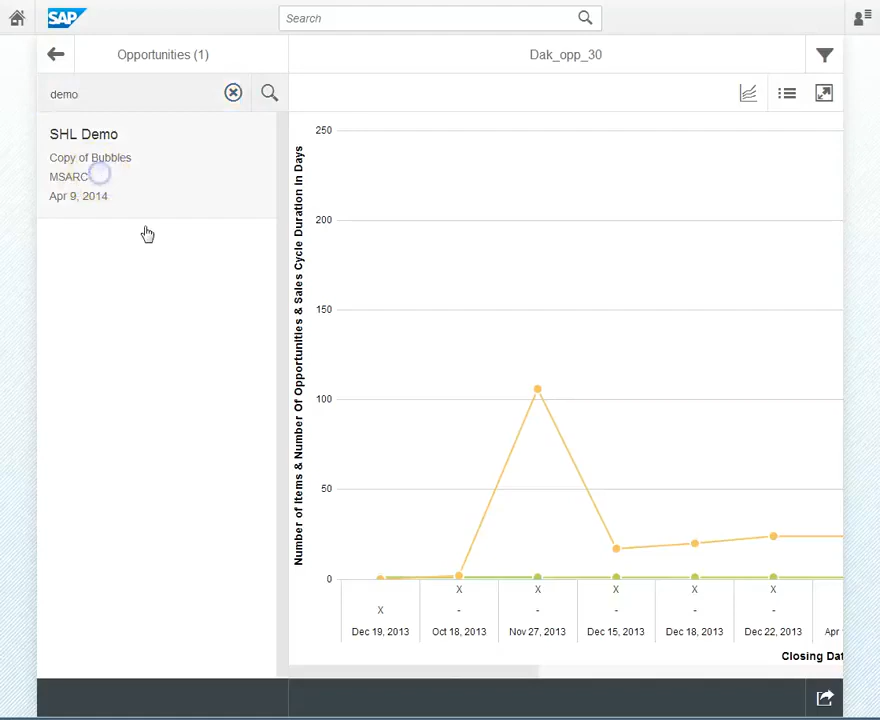 SAP
Search
Opportunities (1)
Dak_opp_30
demo
SHL Demo
Copy of Bubbles
MSARC
Apr 9, 2014
Number of Items & Number Of Opportunities & Sales Cycle Duration In Days
250
200
150
100
50
0
X X X X X
X - - - - -
Dec 19, 2013 Oct 18, 2013 Nov 27, 2013 Dec 15, 2013 Dec 18, 2013 Dec 22, 2013 Apr
Closing Dat